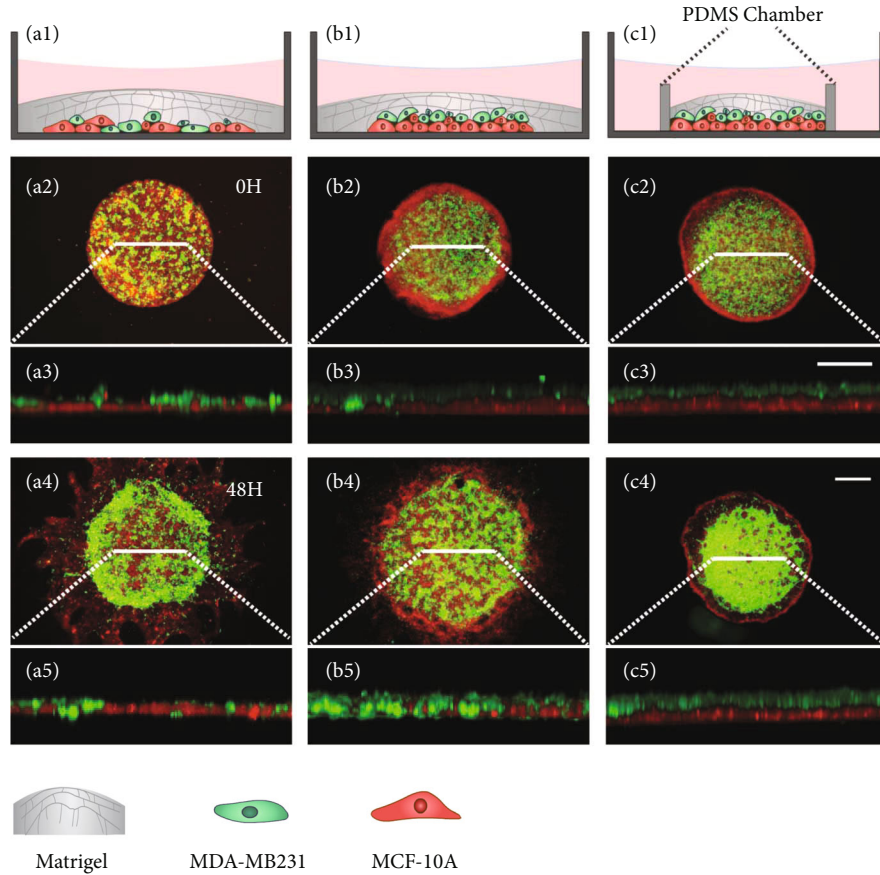 PDMS Chamber
(a1)
(b1)
(c1)
(a2)
0H
(b2)
(c2)
(a3)
(b3)
(c3)
(a4)
48H
(b4)
(c4)
(a5)
(b5)
(c5)
Matrigel
MDA-MB231
MCF-10A